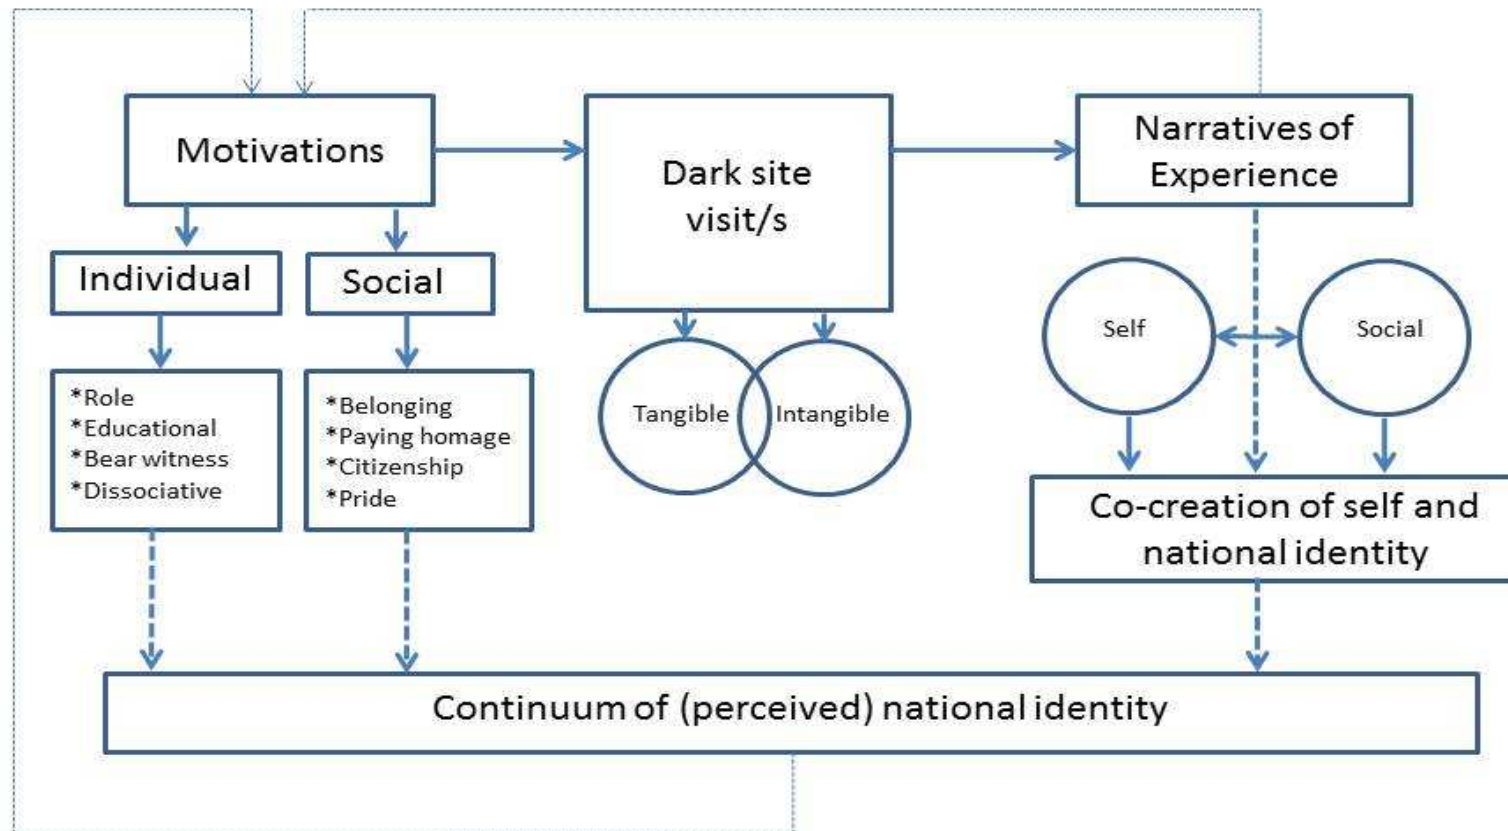 Motivations
Dark site
visit/s
Narratives of
Experience
Individual
Social
*Role
*Educational
*Bear witness
*Dissociative
*Belonging
*Paying homage
*Citizenship
*Pride
Tangible
Intangible
Self
Social
Co-creation of self and
national identity
Continuum of (perceived) national identity